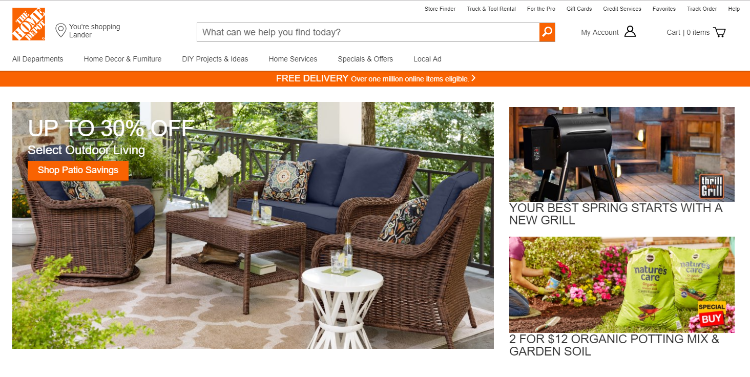 Store Finder Truck & Tool Rental For the Pro Gift Cards Credit Services Favorites Track Order Help
THE
HOME
DEPOT
You're shopping
Lander
What can we help you find today?
My Account
Cart | 0 items
All Departments Home Decor & Furniture DIY Projects & Ideas Home Services Specials & Offers Local Ad
FREE DELIVERY Over one million online items eligible. >
UP TO 30% OFF
Select Outdoor Living
Shop Patio Savings
thrill
Grill
YOUR BEST SPRING STARTS WITH A
NEW GRILL
nature's
care
nature's
care
SPECIAL
BUY
2 FOR $12 ORGANIC POTTING MIX &
GARDEN SOIL